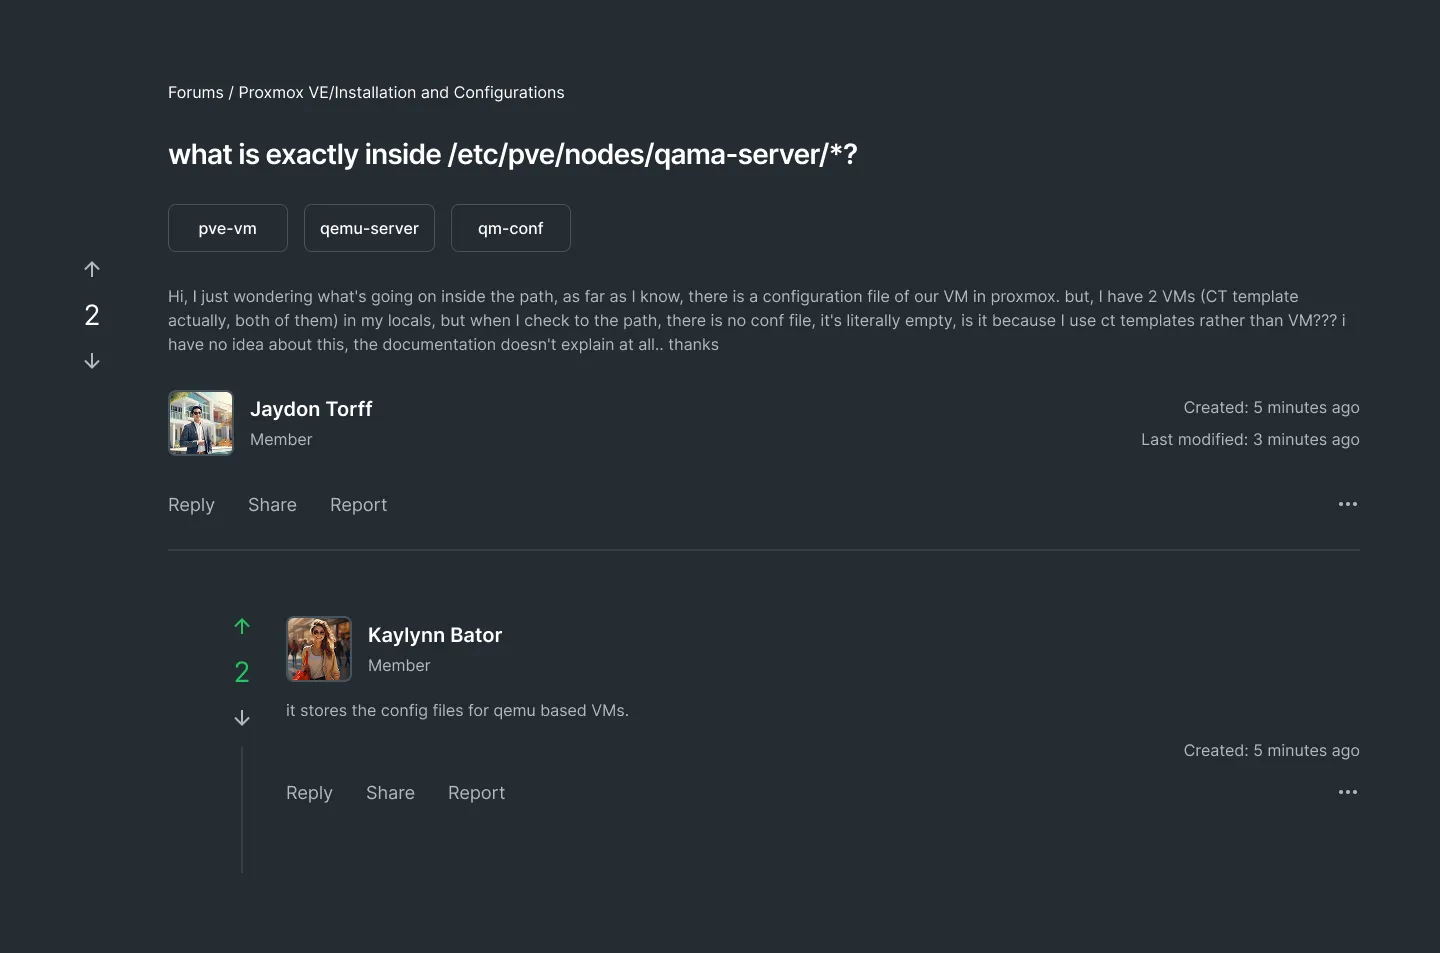 Forums / Proxmox VE/Installation and Configurations
what is exactly inside /etc/pve/nodes/qama-server/*?
pve-vm
qemu-server
qm-conf
2
Hi, I just wondering what's going on inside the path, as far as I know, there is a configuration file of our VM in proxmox. but, I have 2 VMs (CT template
actually, both of them) in my locals, but when I check to the path, there is no conf file, it's literally empty, is it because I use ct templates rather than VM??? i
have no idea about this, the documentation doesn't explain at all.. thanks
Jaydon Torff
Member
Created: 5 minutes ago
Last modified: 3 minutes ago
Reply
Share
Report
2
Kaylynn Bator
Member
it stores the config files for qemu based VMs.
Created: 5 minutes ago
Reply
Share
Report